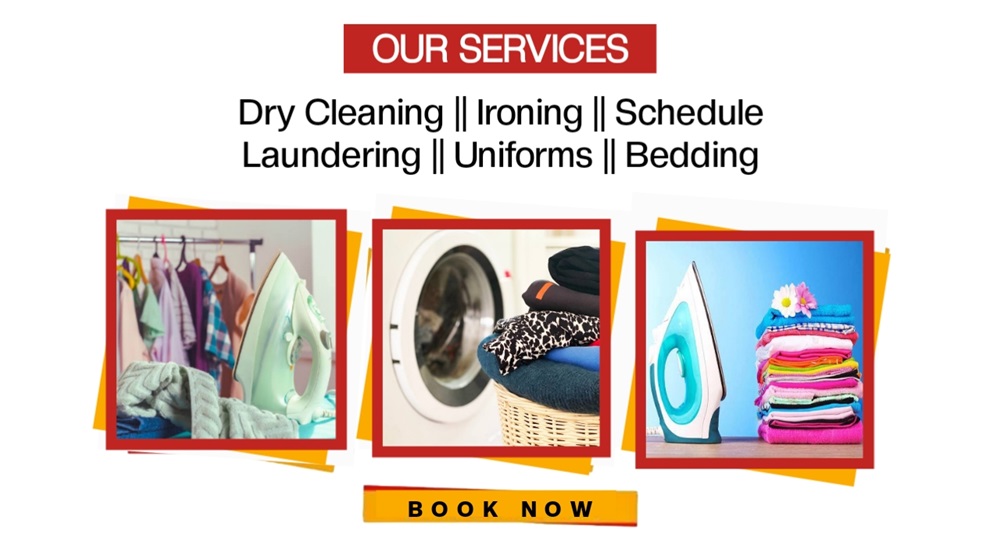 OUR SERVICES
Dry Cleaning || Ironing || Schedule
Laundering || Uniforms || Bedding
BOOK NOW